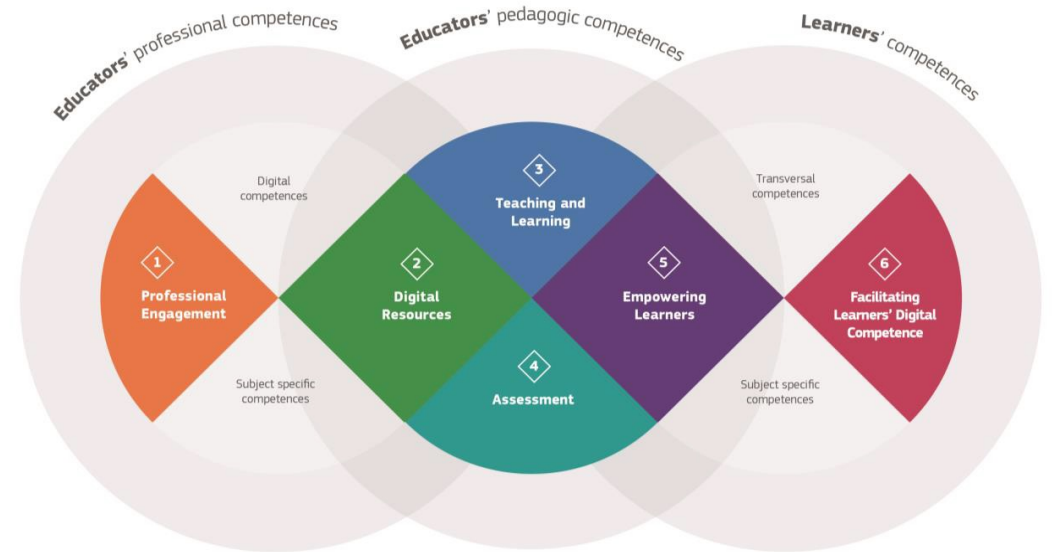 Educators' professional competences
Educators' pedagogic competences
Learners' competences
Digital
competences
3
Teaching and
Learning
Transversal
competences
1
Professional
Engagement
2
Digital
Resources
5
Empowering
Learners
6
Facilitating
Learners' Digital
Competence
4
Assessment
Subject specific
competences
Subject specific
competences